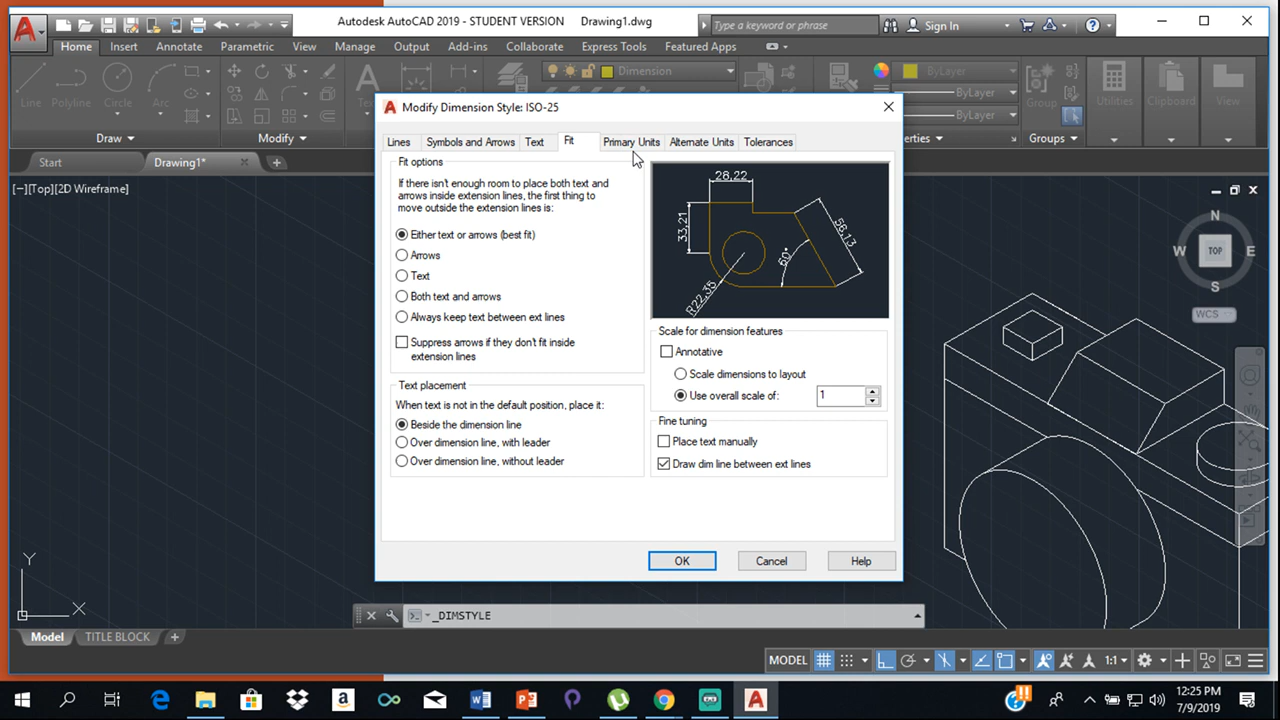 Autodesk AutoCAD 2019 - STUDENT VERSION Drawing1.dwg
Type a keyword or phrase
Sign In
Home Insert Annotate Parametric View Manage Output Add-ins Collaborate Express Tools Featured Apps
Line Polyline Circle Arc
Draw
Modify
Dimension
ByLayer
ByLayer
ByLayer
Group
Groups
Utilities
Clipboard
View
Start Drawing1*
[−][Top][2D Wireframe]
Modify Dimension Style: ISO-25
Lines Symbols and Arrows Text Fit Primary Units Alternate Units Tolerances
Fit options
If there isn't enough room to place both text and
arrows inside extension lines, the first thing to
move outside the extension lines is:
Either text or arrows (best fit)
Arrows
Text
Both text and arrows
Always keep text between ext lines
Suppress arrows if they don't fit inside
extension lines
Text placement
When text is not in the default position, place it:
Beside the dimension line
Over dimension line, with leader
Over dimension line, without leader
28,22
33,21
56,13
60°
R22,35
Scale for dimension features
Annotative
Scale dimensions to layout
Use overall scale of: 1
Fine tuning
Place text manually
Draw dim line between ext lines
OK Cancel Help
N
W TOP E
S
WCS
Y
X
_DIMSTYLE
Model TITLE BLOCK
MODEL 1:1
12:25 PM
7/9/2019